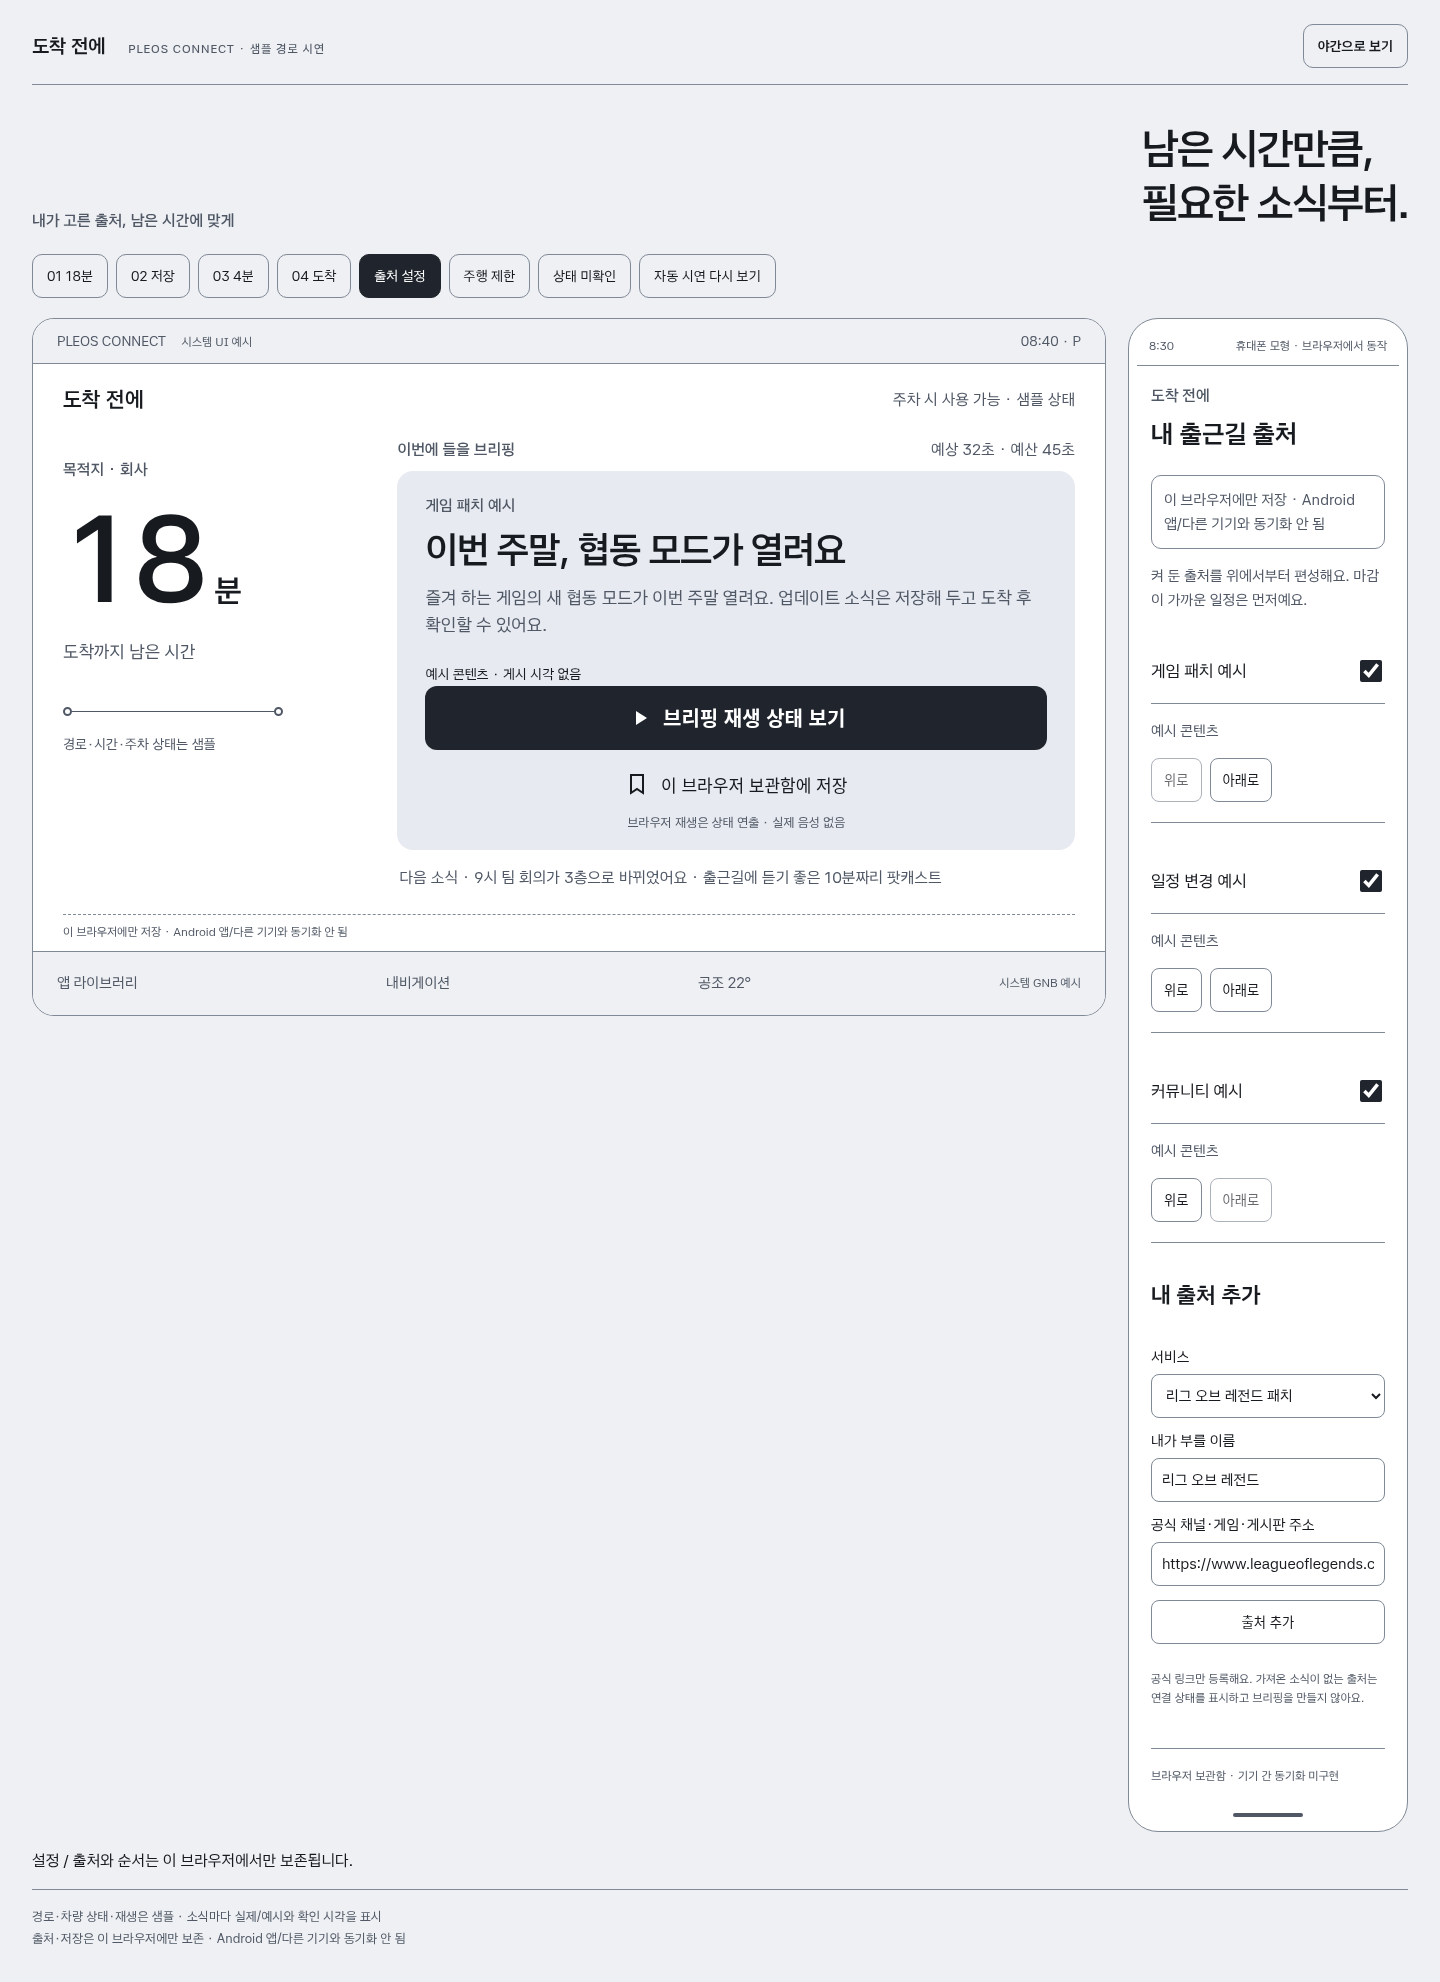 도착 전에
PLEOS CONNECT · 샘플 경로 시연
야간으로 보기
내가 고른 출처, 남은 시간에 맞게
남은 시간만큼,
필요한 소식부터.
01 18분
02 저장
03 4분
04 도착
출처 설정
주행 제한
상태 미확인
자동 시연 다시 보기
PLEOS CONNECT 시스템 UI 예시
08:40 · P
도착 전에
주차 시 사용 가능 · 샘플 상태
목적지 · 회사
18분
도착까지 남은 시간
경로·시간·주차 상태는 샘플
이번에 들을 브리핑
예상 32초 · 예산 45초
게임 패치 예시
이번 주말, 협동 모드가 열려요
즐겨 하는 게임의 새 협동 모드가 이번 주말 열려요. 업데이트 소식은 저장해 두고 도착 후
확인할 수 있어요.
예시 콘텐츠 · 게시 시각 없음
브리핑 재생 상태 보기
이 브라우저 보관함에 저장
브라우저 재생은 상태 연출 · 실제 음성 없음
다음 소식 · 9시 팀 회의가 3층으로 바뀌었어요 · 출근길에 듣기 좋은 10분짜리 팟캐스트
이 브라우저에만 저장 · Android 앱/다른 기기와 동기화 안 됨
앱 라이브러리
내비게이션
공조 22°
시스템 GNB 예시
8:30
휴대폰 모형 · 브라우저에서 동작
도착 전에
내 출근길 출처
이 브라우저에만 저장 · Android
앱/다른 기기와 동기화 안 됨
켜 둔 출처를 위에서부터 편성해요. 마감
이 가까운 일정은 먼저예요.
게임 패치 예시
예시 콘텐츠
위로
아래로
일정 변경 예시
예시 콘텐츠
위로
아래로
커뮤니티 예시
예시 콘텐츠
위로
아래로
내 출처 추가
서비스
리그 오브 레전드 패치
내가 부를 이름
리그 오브 레전드
공식 채널·게임·게시판 주소
https://www.leagueoflegends.c
출처 추가
공식 링크만 등록해요. 가져온 소식이 없는 출처는
연결 상태를 표시하고 브리핑을 만들지 않아요.
브라우저 보관함 · 기기 간 동기화 미구현
설정 / 출처와 순서는 이 브라우저에서만 보존됩니다.
경로·차량 상태·재생은 샘플 · 소식마다 실제/예시와 확인 시각을 표시
출처·저장은 이 브라우저에만 보존 · Android 앱/다른 기기와 동기화 안 됨